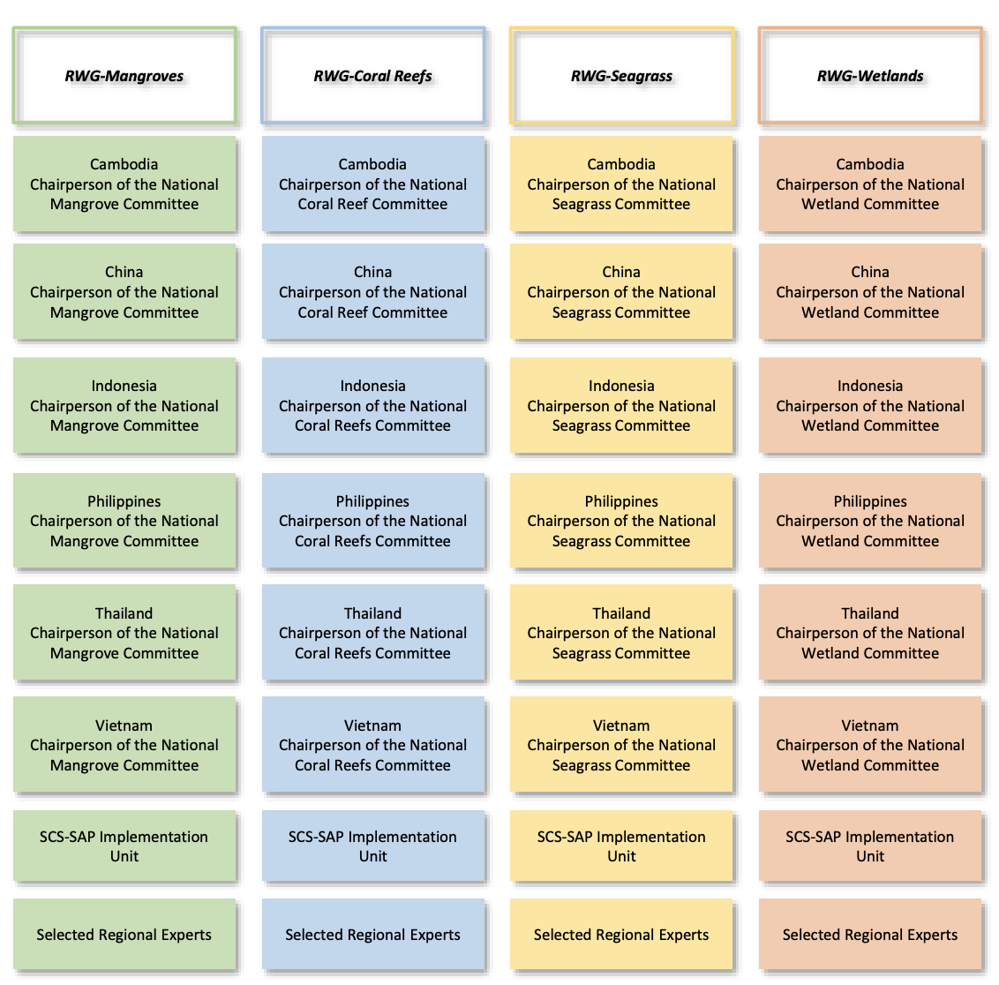 RWG-Mangroves
RWG-Coral Reefs
RWG-Seagrass
RWG-Wetlands
Cambodia
Chairperson of the National
Mangrove Committee
Cambodia
Chairperson of the National
Coral Reef Committee
Cambodia
Chairperson of the National
Seagrass Committee
Cambodia
Chairperson of the National
Wetland Committee
China
Chairperson of the National
Mangrove Committee
China
Chairperson of the National
Coral Reef Committee
China
Chairperson of the National
Seagrass Committee
China
Chairperson of the National
Wetland Committee
Indonesia
Chairperson of the National
Mangrove Committee
Indonesia
Chairperson of the National
Coral Reefs Committee
Indonesia
Chairperson of the National
Seagrass Committee
Indonesia
Chairperson of the National
Wetland Committee
Philippines
Chairperson of the National
Mangrove Committee
Philippines
Chairperson of the National
Coral Reefs Committee
Philippines
Chairperson of the National
Seagrass Committee
Philippines
Chairperson of the National
Wetland Committee
Thailand
Chairperson of the National
Mangrove Committee
Thailand
Chairperson of the National
Coral Reefs Committee
Thailand
Chairperson of the National
Seagrass Committee
Thailand
Chairperson of the National
Wetland Committee
Vietnam
Chairperson of the National
Mangrove Committee
Vietnam
Chairperson of the National
Coral Reefs Committee
Vietnam
Chairperson of the National
Seagrass Committee
Vietnam
Chairperson of the National
Wetland Committee
SCS-SAP Implementation
Unit
SCS-SAP Implementation
Unit
SCS-SAP Implementation
Unit
SCS-SAP Implementation
Unit
Selected Regional Experts
Selected Regional Experts
Selected Regional Experts
Selected Regional Experts